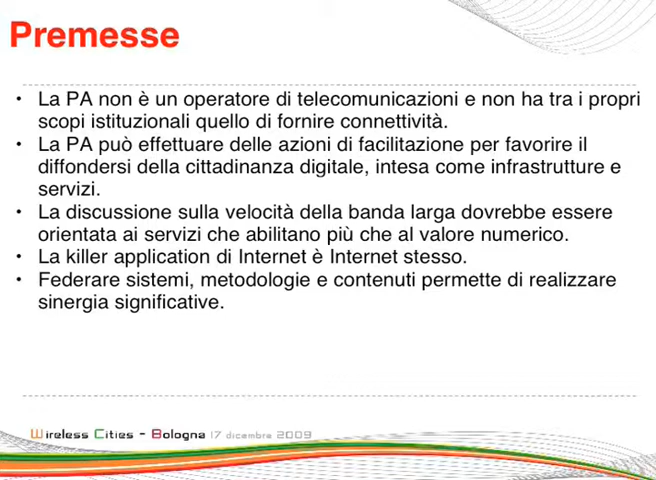 Premesse
• La PA non è un operatore di telecomunicazioni e non ha tra i propri
scopi istituzionali quello di fornire connettività.
• La PA può effettuare delle azioni di facilitazione per favorire il
diffondersi della cittadinanza digitale, intesa come infrastrutture e
servizi.
• La discussione sulla velocità della banda larga dovrebbe essere
orientata ai servizi che abilitano più che al valore numerico.
• La killer application di Internet è Internet stesso.
• Federare sistemi, metodologie e contenuti permette di realizzare
sinergia significative.
Wireless Cities - Bologna 17 dicembre 2009